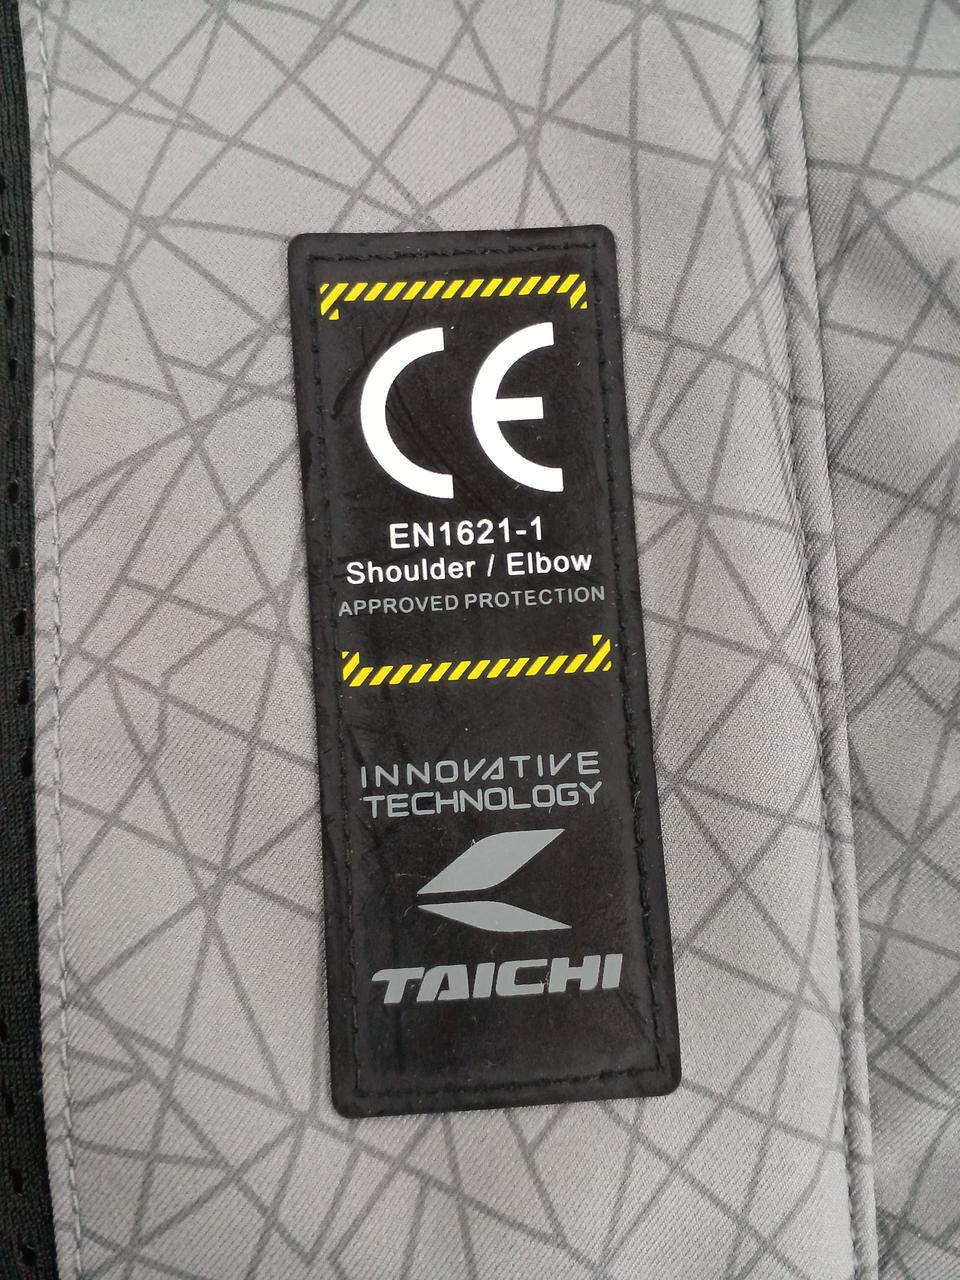 CE
EN1621-1
Shoulder / Elbow
APPROVED PROTECTION
INNOVATIVE
TECHNOLOGY
TAICHI